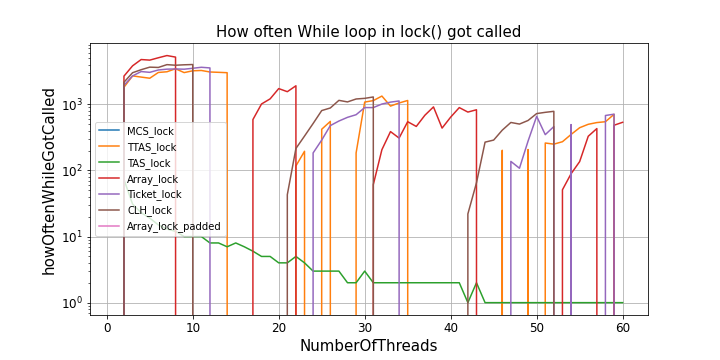 How often While loop in lock() got called
howOftenWhileGotCalled
10³
10²
10¹
10⁰
MCS_lock
TTAS_lock
TAS_lock
Array_lock
Ticket_lock
CLH_lock
Array_lock_padded
0 10 20 30 40 50 60
NumberOfThreads